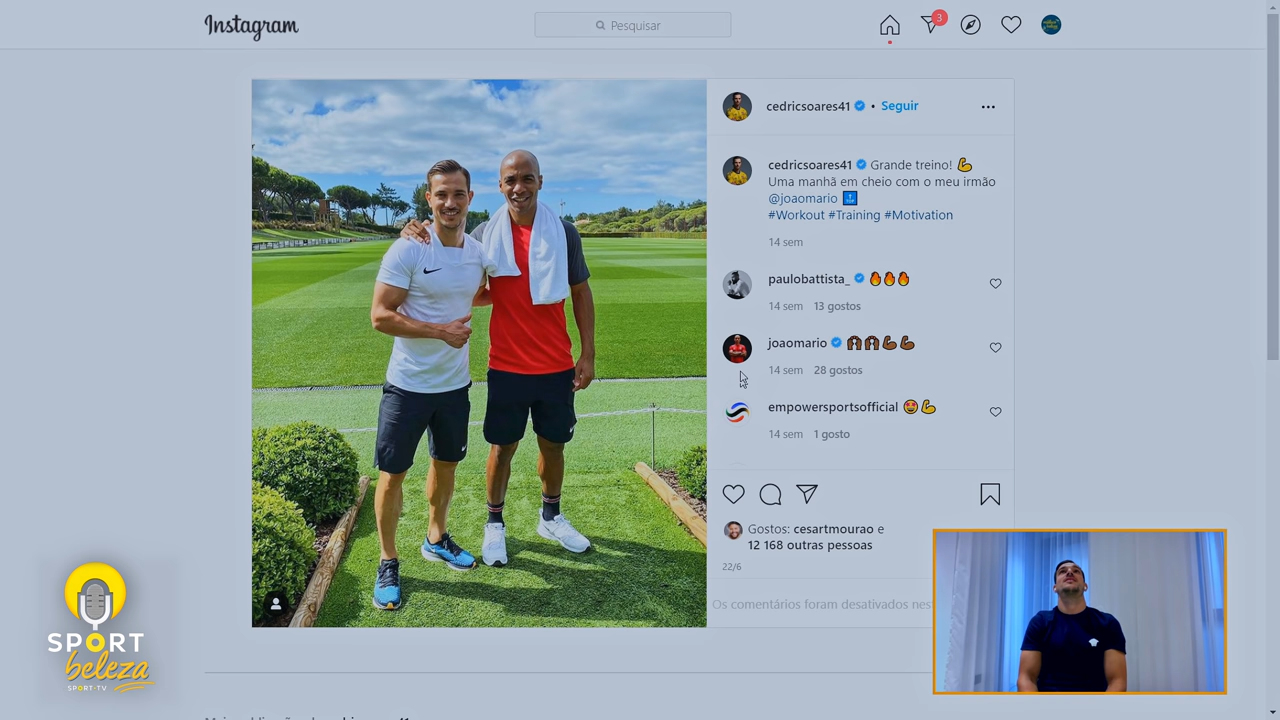 Instagram
Pesquisar
3
cedricsoares41 • Seguir
cedricsoares41 Grande treino! 💪
Uma manhã em cheio com o meu irmão
@joaomario ⬆️
#Workout #Training #Motivation
14 sem
paulobattista_ 🔥🔥🔥
14 sem 13 gostos
joaomario 🙌🏾🙌🏾💪🏾💪🏾
14 sem 28 gostos
empowersportsofficial 🤩💪
14 sem 1 gosto
Gostos: cesartmourao e
12 168 outras pessoas
22/6
Os comentários foram desativados
SPORT
beleza
SPORT·TV